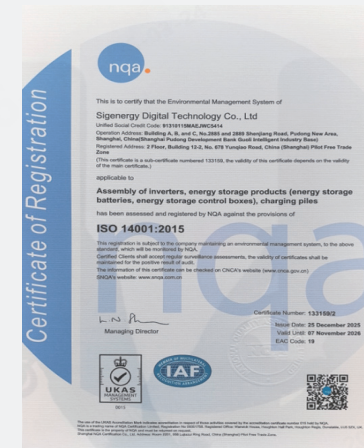 nqa.
Certificate of Registration
This is to certify that the Environmental Management System of
Sigenergy Digital Technology Co., Ltd
Unified Social Credit Code: 91310115MAEJWC5414
Operation Address: Building A, B, and C, No.2885 and 2888 Shenjiang Road, Pudong New Area,
Shanghai, China(Shanghai Pudong Development Bank Guoli Intelligent Industry Base)
Registered Address: 2 Floor, Building 12-2, No. 676 Yunqiao Road, China (Shanghai) Pilot Free Trade
Zone
(This certificate is a sub-certificate numbered 133159, the validity of this certificate depends on the validity
of the main certificate.)
applicable to
Assembly of inverters, energy storage products (energy storage
batteries, energy storage control boxes), charging piles
has been assessed and registered by NQA against the provisions of:
ISO 14001:2015
This registration is subject to the company maintaining an environmental management system, to the above
standard, which will be monitored by NQA.
Certified Clients shall accept regular surveillance assessments, the validity of certificates shall be
maintained for the positive result of audit.
The information of this certificate can be checked on CNCA's website (www.cnca.gov.cn)
SNQA's website: www.snqa.com.cn
Managing Director
Certificate Number: 133159/2
Issue Date: 25 December 2025
Valid Until: 07 November 2026
EAC Code: 19
UKAS
MANAGEMENT
SYSTEMS
IAF